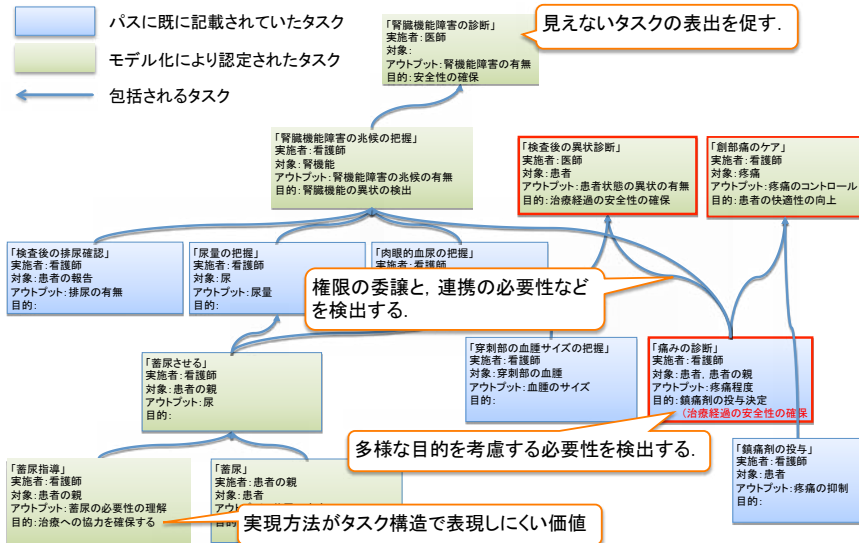 パスに既に記載されていたタスク
モデル化により認定されたタスク
包括されるタスク
「腎臓機能障害の診断」
実施者:医師
対象:
アウトプット:腎機能障害の有無
目的:安全性の確保
見えないタスクの表出を促す.
「腎臓機能障害の兆候の把握」
実施者:看護師
対象:腎機能
アウトプット:腎機能障害の兆候の有無
目的:腎臓機能の異状の検出
「検査後の異状診断」
実施者:医師
対象:患者
アウトプット:患者状態の異状の有無
目的:治療経過の安全性の確保
「創部痛のケア」
実施者:看護師
対象:疼痛
アウトプット:疼痛のコントロール
目的:患者の快適性の向上
「検査後の排尿確認」
実施者:看護師
対象:患者の報告
アウトプット:排尿の有無
目的:
「尿量の把握」
実施者:看護師
対象:尿
アウトプット:尿量
目的:
「肉眼的血尿の把握」
実施者:看護師
権限の委譲と, 連携の必要性など
を検出する.
「蓄尿させる」
実施者:看護師
対象:患者の親
アウトプット:尿
目的:
「穿刺部の血腫サイズの把握」
実施者:看護師
対象:穿刺部の血腫
アウトプット:血腫のサイズ
目的:
「痛みの診断」
実施者:看護師
対象:患者, 患者の親
アウトプット:疼痛程度
目的:鎮痛剤の投与決定
(治療経過の安全性の確保
多様な目的を考慮する必要性を検出する.
「蓄尿指導」
実施者:看護師
対象:患者の親
アウトプット:蓄尿の必要性の理解
目的:治療への協力を確保する
「蓄尿」
実施者:患者の親
対象:患者
目的:
実現方法がタスク構造で表現しにくい価値
「鎮痛剤の投与」
実施者:看護師
対象:患者
アウトプット:疼痛の抑制
目的: